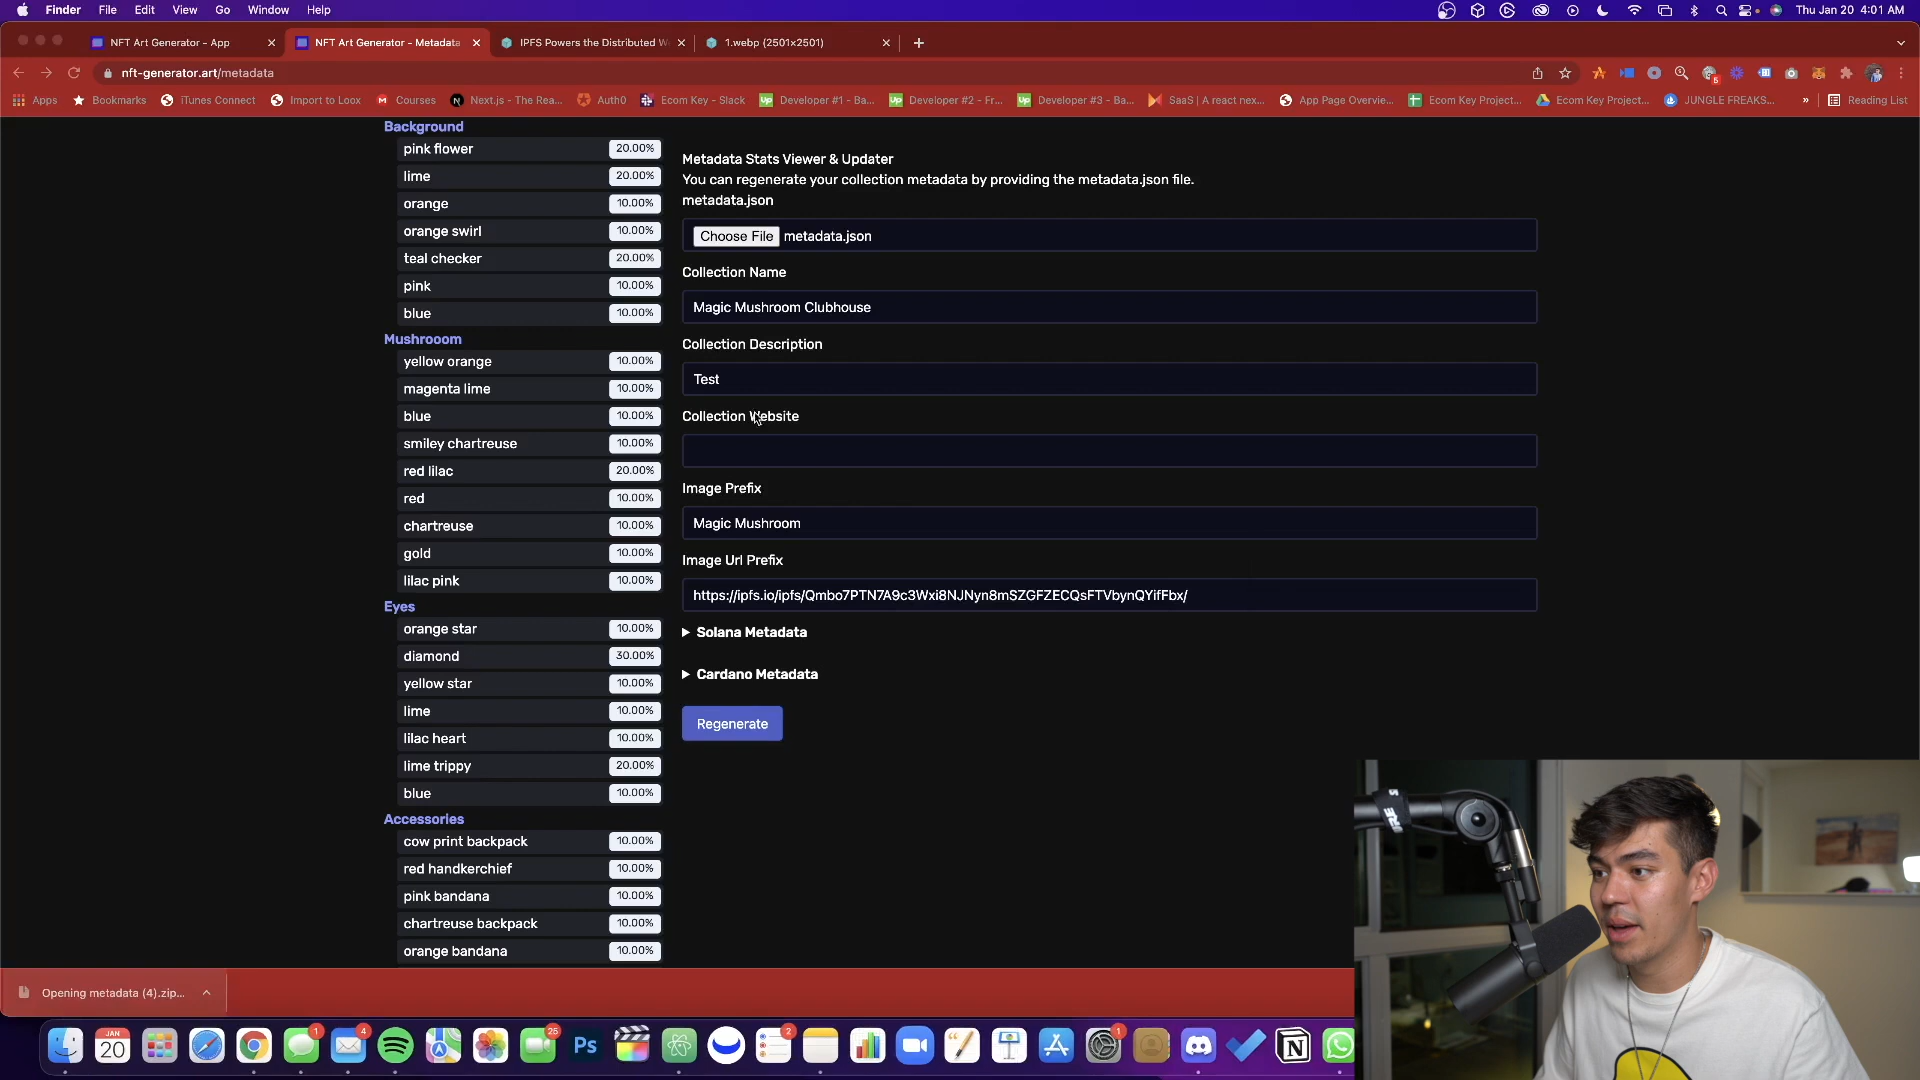 Finder File Edit View Go Window Help Thu Jan 20 4:01 AM
NFT Art Generator - App NFT Art Generator - Metadata IPFS Powers the Distributed W 1.webp (2501×2501)
nft-generator.art/metadata
Apps Bookmarks iTunes Connect Import to Loox Courses Next.js - The Rea... Auth0 Ecom Key - Slack Developer #1 - Ba... Developer #2 - Fr... Developer #3 - Ba... SaaS | A react nex... App Page Overvie... Ecom Key Project... Ecom Key Project... JUNGLE FREAKS... » Reading List
Background
pink flower 20.00%
lime 20.00%
orange 10.00%
orange swirl 10.00%
teal checker 20.00%
pink 10.00%
blue 10.00%
Mushrooom
yellow orange 10.00%
magenta lime 10.00%
blue 10.00%
smiley chartreuse 10.00%
red lilac 20.00%
red 10.00%
chartreuse 10.00%
gold 10.00%
lilac pink 10.00%
Eyes
orange star 10.00%
diamond 30.00%
yellow star 10.00%
lime 10.00%
lilac heart 10.00%
lime trippy 20.00%
blue 10.00%
Accessories
cow print backpack 10.00%
red handkerchief 10.00%
pink bandana 10.00%
chartreuse backpack 10.00%
orange bandana 10.00%
Metadata Stats Viewer & Updater
You can regenerate your collection metadata by providing the metadata.json file.
metadata.json
Choose File metadata.json
Collection Name
Magic Mushroom Clubhouse
Collection Description
Test
Collection Website
Image Prefix
Magic Mushroom
Image Url Prefix
https://ipfs.io/ipfs/Qmbo7PTN7A9c3Wxi8NJNyn8mSZGFZECQsFTVbynQYifFbx/
Solana Metadata
Cardano Metadata
Regenerate
Opening metadata (4).zip...
JAN
20
1
4
25
Ps
2
1